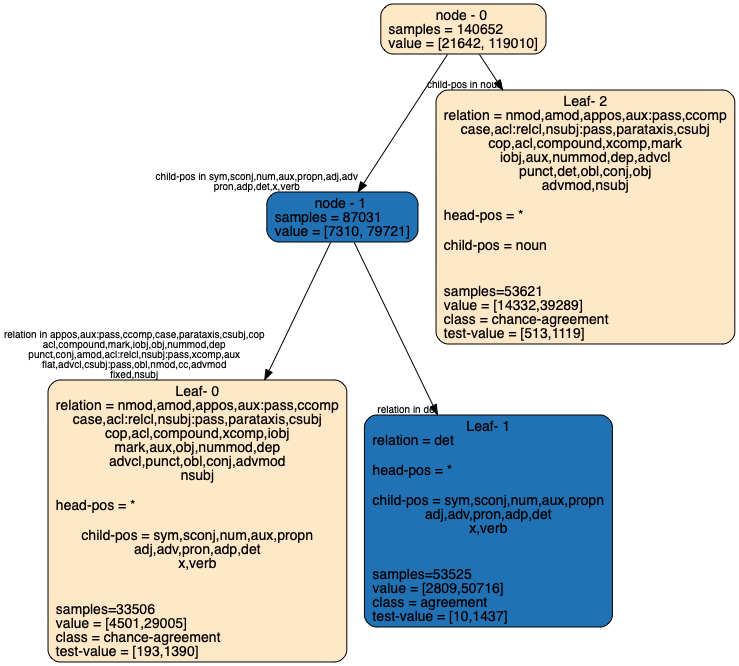 node - 0
samples = 140652
value = [21642, 119010]
child-pos in noun
Leaf- 2
relation = nmod,amod,appos,aux:pass,ccomp
case,acl:relcl,nsubj:pass,parataxis,csubj
cop,acl,compound,xcomp,mark
iobj,aux,nummod,dep,advcl
punct,det,obl,conj,obj
advmod,nsubj
head-pos = *
child-pos = noun
samples=53621
value = [14332,39289]
class = chance-agreement
test-value = [513,1119]
child-pos in sym,sconj,num,aux,propn,adj,adv
pron,adp,det,x,verb
node - 1
samples = 87031
value = [7310, 79721]
relation in appos,aux:pass,ccomp,case,parataxis,csubj,cop
acl,compound,mark,iobj,obj,nummod,dep
punct,conj,amod,acl:relcl,nsubj:pass,xcomp,aux
flat,advcl,csubj:pass,obl,nmod,cc,advmod
fixed,nsubj
Leaf- 0
relation = nmod,amod,appos,aux:pass,ccomp
case,acl:relcl,nsubj:pass,parataxis,csubj
cop,acl,compound,xcomp,iobj
mark,aux,obj,nummod,dep
advcl,punct,obl,conj,advmod
nsubj
head-pos = *
child-pos = sym,sconj,num,aux,propn
adj,adv,pron,adp,det
x,verb
samples=33506
value = [4501,29005]
class = chance-agreement
test-value = [193,1390]
relation in det
Leaf- 1
relation = det
head-pos = *
child-pos = sym,sconj,num,aux,propn
adj,adv,pron,adp,det
x,verb
samples=53525
value = [2809,50716]
class = agreement
test-value = [10,1437]